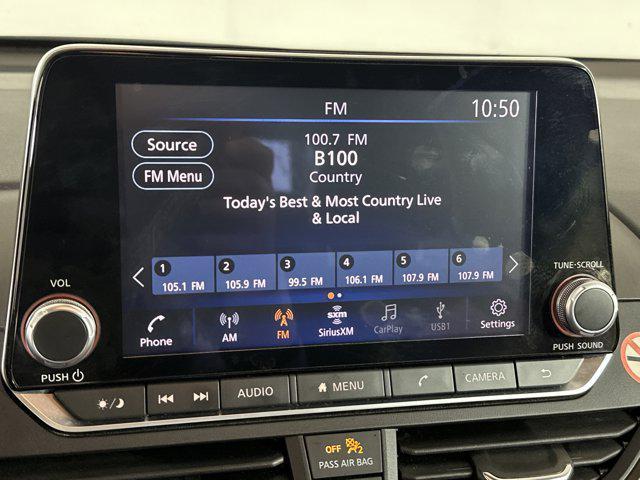 FM
10:50
Source
FM Menu
100.7 FM
B100
Country
Today's Best & Most Country Live
& Local
1
105.1 FM
2
105.9 FM
3
99.5 FM
4
106.1 FM
5
107.9 FM
6
107.9 FM
Phone
AM
FM
sxm
SiriusXM
CarPlay
USB1
Settings
VOL
PUSH
TUNE·SCROLL
PUSH SOUND
AUDIO
MENU
CAMERA
OFF
2
PASS AIR BAG